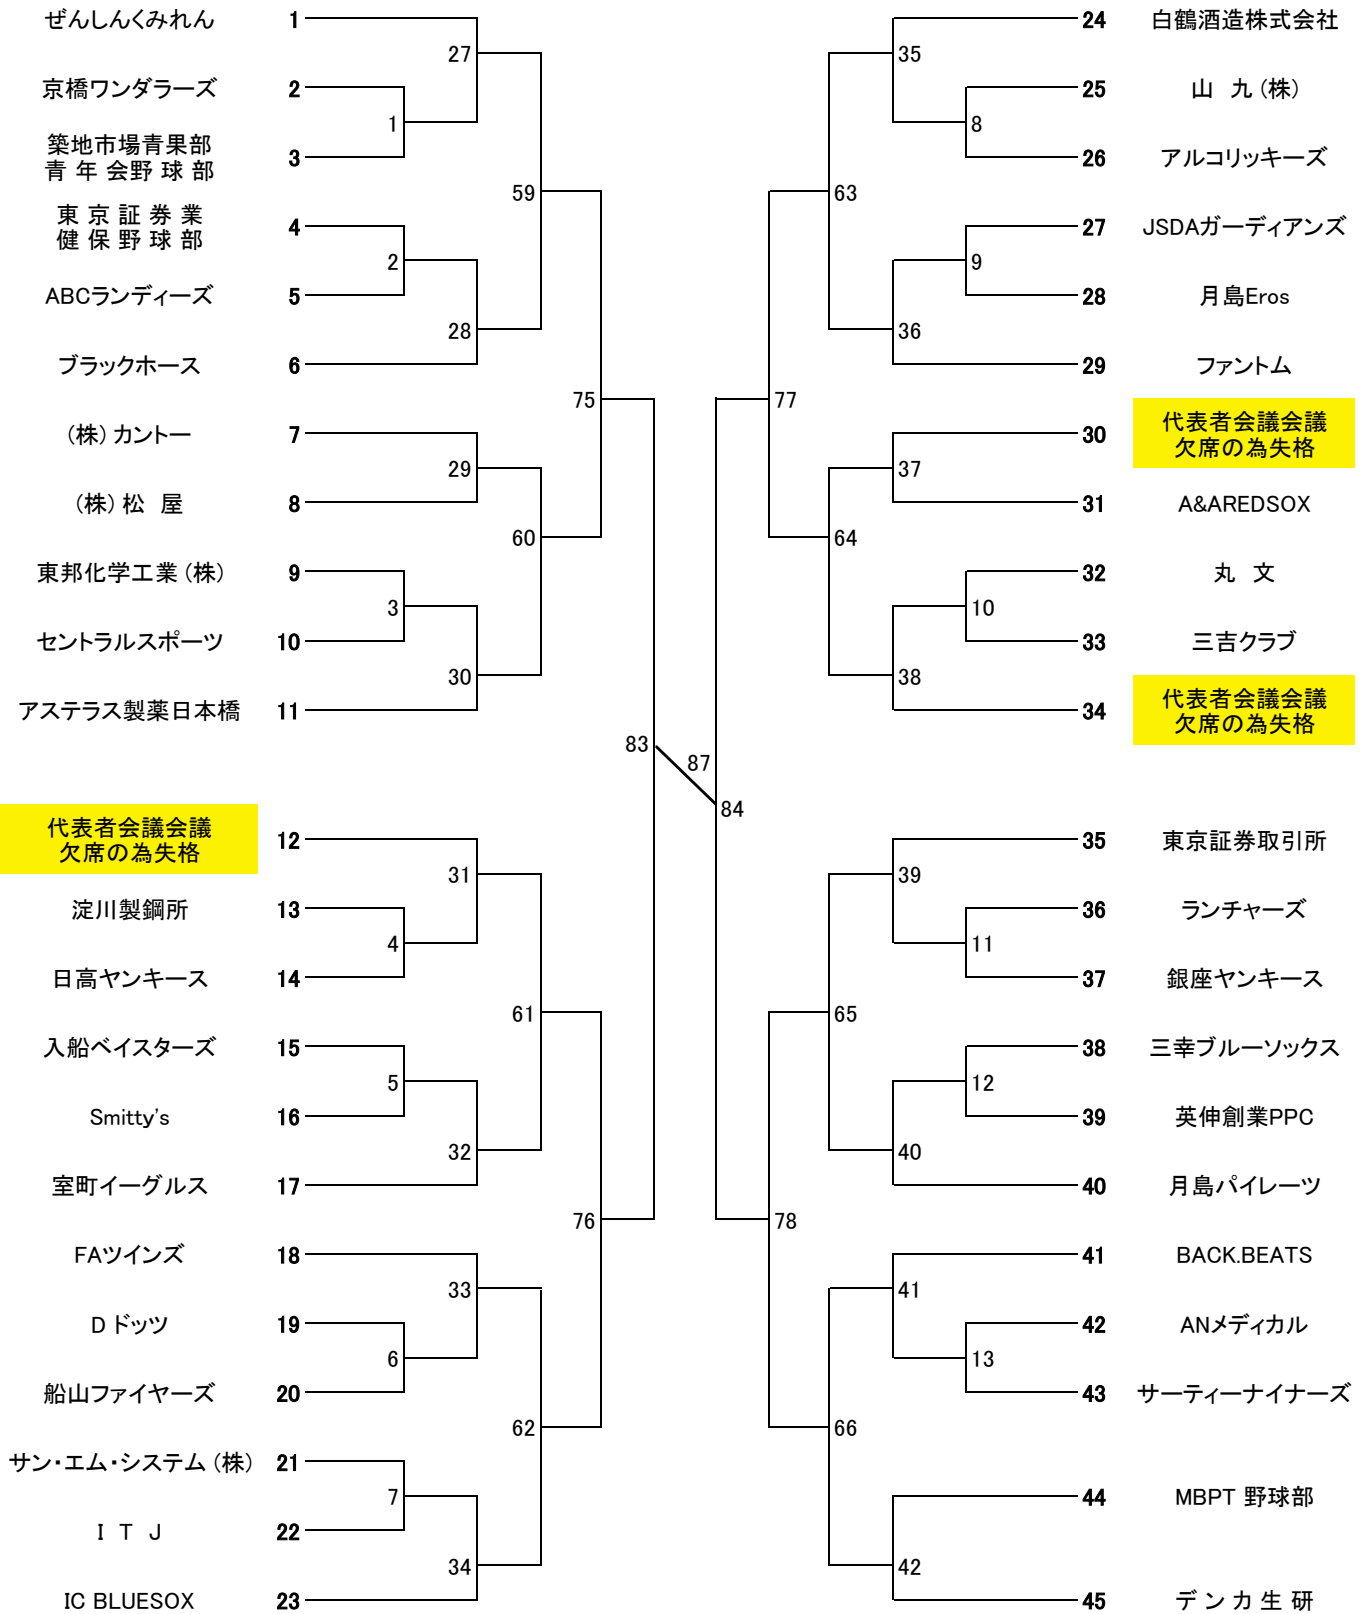 ぜんしんくみれん 1
京橋ワンダラーズ 2
築地市場青果部
青 年 会 野 球 部 3
東 京 証 券 業
健 保 野 球 部 4
ABCランディーズ 5
ブラックホース 6
(株)カントー 7
(株)松 屋 8
東邦化学工業(株) 9
セントラルスポーツ 10
アステラス製薬日本橋 11
代表者会議会議
欠席の為失格 12
淀川製鋼所 13
日高ヤンキース 14
入船ベイスターズ 15
Smitty's 16
室町イーグルス 17
FAツインズ 18
D ドッツ 19
船山ファイヤーズ 20
サン・エム・システム(株) 21
I T J 22
IC BLUESOX 23
1
2
3
4
5
6
7
27
28
29
30
31
32
33
34
59
60
61
62
75
76
83
87
84
77
78
63
64
65
66
35
36
37
38
39
40
41
42
8
9
10
11
12
13
24 白鶴酒造株式会社
25 山 九(株)
26 アルコリッキーズ
27 JSDAガーディアンズ
28 月島Eros
29 ファントム
30 代表者会議会議
欠席の為失格
31 A&AREDSOX
32 丸 文
33 三吉クラブ
34 代表者会議会議
欠席の為失格
35 東京証券取引所
36 ランチャーズ
37 銀座ヤンキース
38 三幸ブルーソックス
39 英伸創業PPC
40 月島パイレーツ
41 BACK.BEATS
42 ANメディカル
43 サーティーナイナーズ
44 MBPT 野球部
45 デ ン カ 生 研